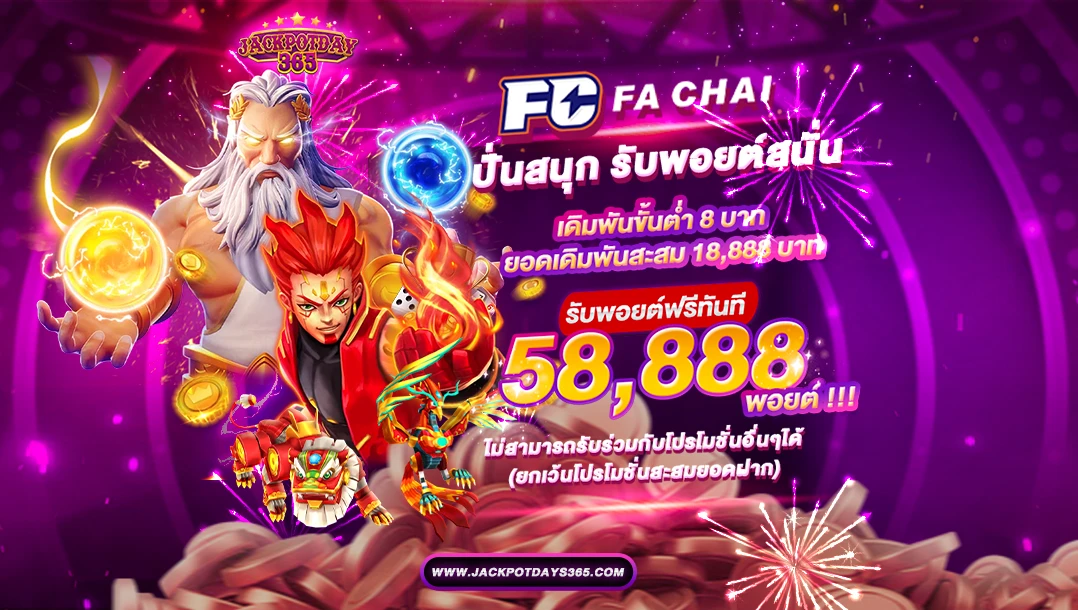 JACKPOTDAY
365
FC FA CHAI
ปั่นสนุก รับพอยต์สนั่น
เดิมพันขั้นต่ำ 8 บาท
ยอดเดิมพันสะสม 18,888 บาท
รับพอยต์ฟรีทันที
58,888
พอยต์ !!!
ไม่สามารถรับร่วมกับโปรโมชั่นอื่นๆได้
(ยกเว้นโปรโมชั่นสะสมยอดฝาก)
WWW.JACKPOTDAYS365.COM